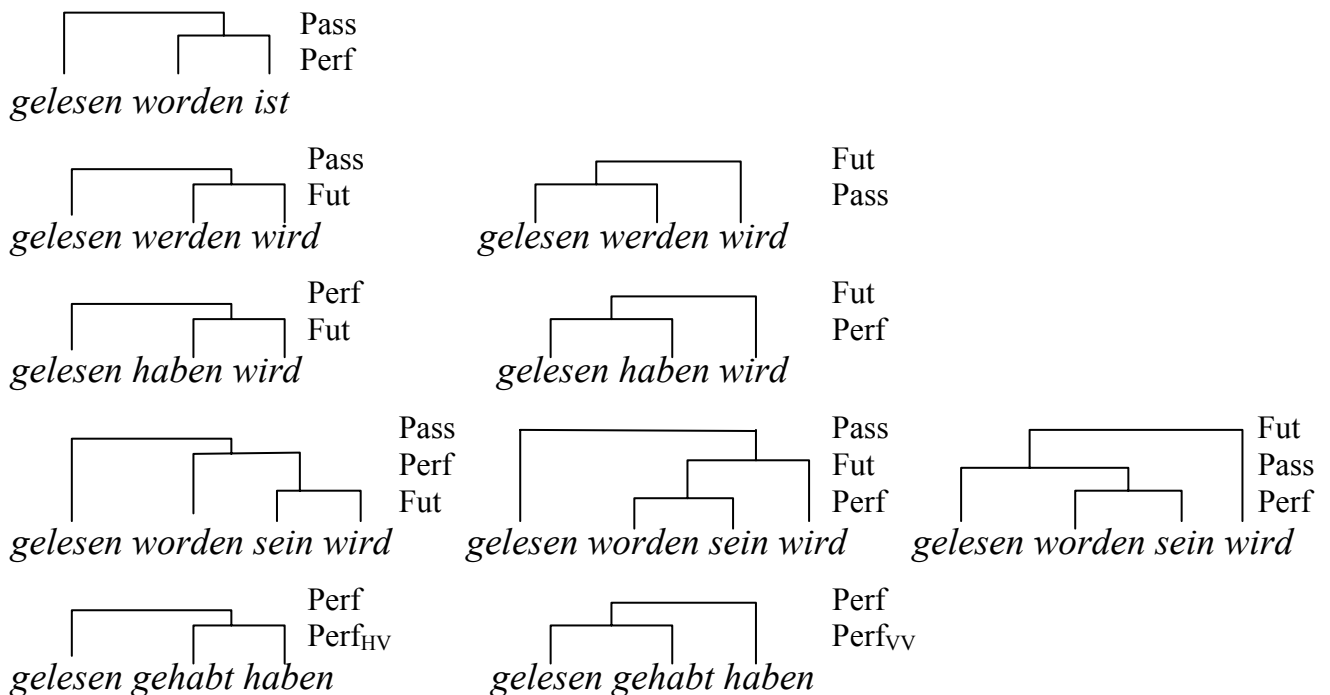 Pass
Perf
gelesen worden ist
Pass Fut
Fut Pass
gelesen werden wird gelesen werden wird
Perf Fut
Fut Perf
gelesen haben wird gelesen haben wird
Pass Pass Fut
Perf Fut Pass
Fut Perf Perf
gelesen worden sein wird gelesen worden sein wird gelesen worden sein wird
Perf Perf
PerfHV PerfVV
gelesen gehabt haben gelesen gehabt haben